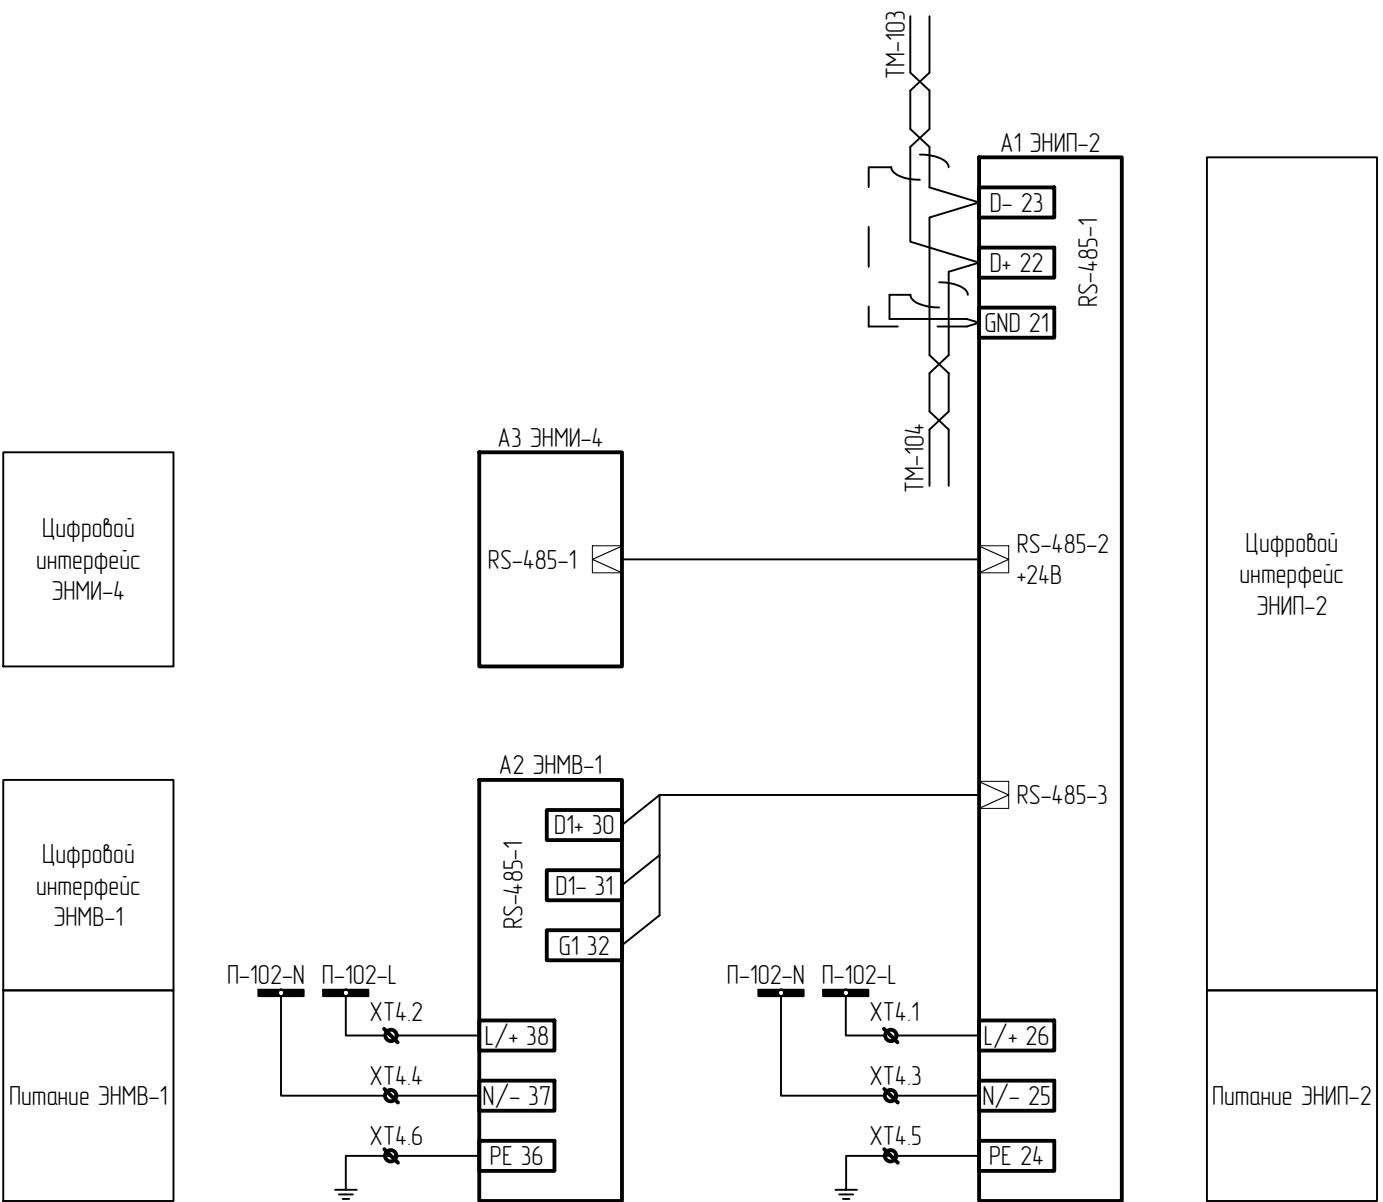 ТМ-103
А1 ЭНИП-2
D- 23
D+ 22
GND 21
RS-485-1
ТМ-104
А3 ЭНМИ-4
RS-485-1
RS-485-2
+24В
Цифровой
интерфейс
ЭНМИ-4
Цифровой
интерфейс
ЭНИП-2
А2 ЭНМВ-1
D1+ 30
D1- 31
G1 32
RS-485-1
RS-485-3
Цифровой
интерфейс
ЭНМВ-1
П-102-N
П-102-L
XT4.2
L/+ 38
XT4.4
N/- 37
XT4.6
PE 36
П-102-N
П-102-L
XT4.1
L/+ 26
XT4.3
N/- 25
XT4.5
PE 24
Питание ЭНМВ-1
Питание ЭНИП-2